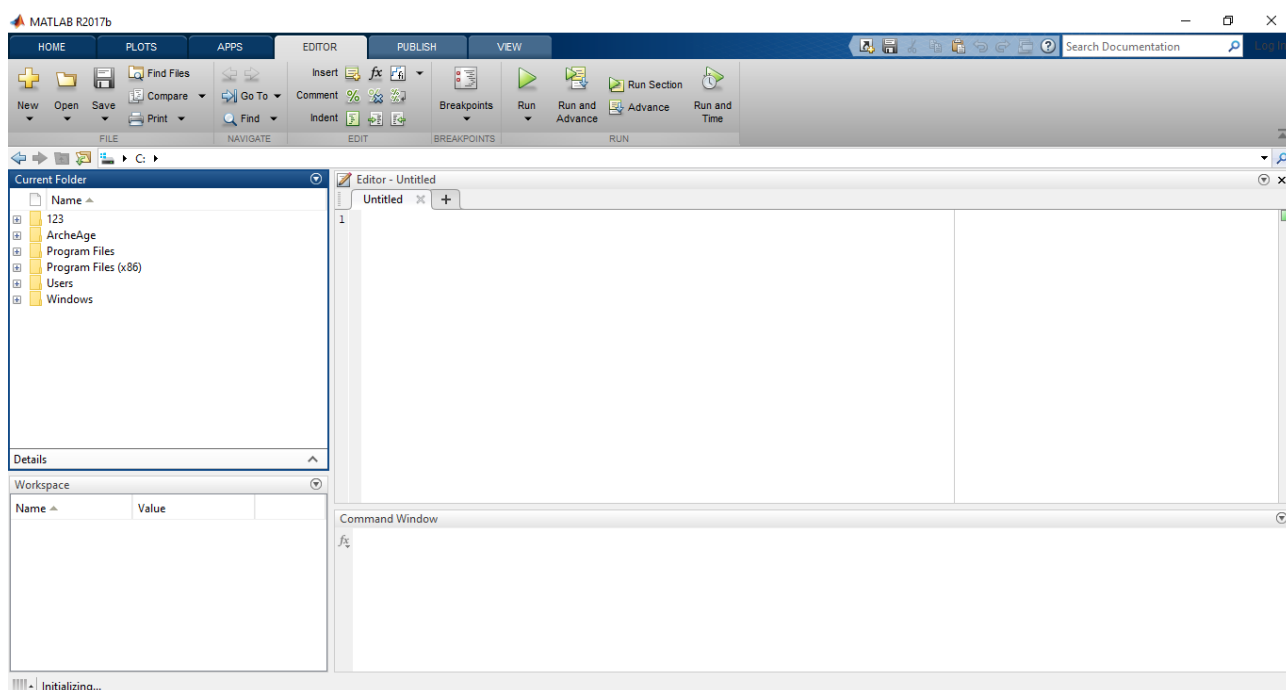 MATLAB R2017b
HOME PLOTS APPS EDITOR PUBLISH VIEW Search Documentation Log In
New Open Save Find Files Compare Print
FILE
Go To Find
NAVIGATE
Insert fx
Comment
Indent
EDIT
Breakpoints
BREAKPOINTS
Run Run and Advance Run Section Advance Run and Time
RUN
C:
Current Folder
Name
123
ArcheAge
Program Files
Program Files (x86)
Users
Windows
Details
Workspace
Name Value
Editor - Untitled
Untitled
1
Command Window
fx
Initializing...